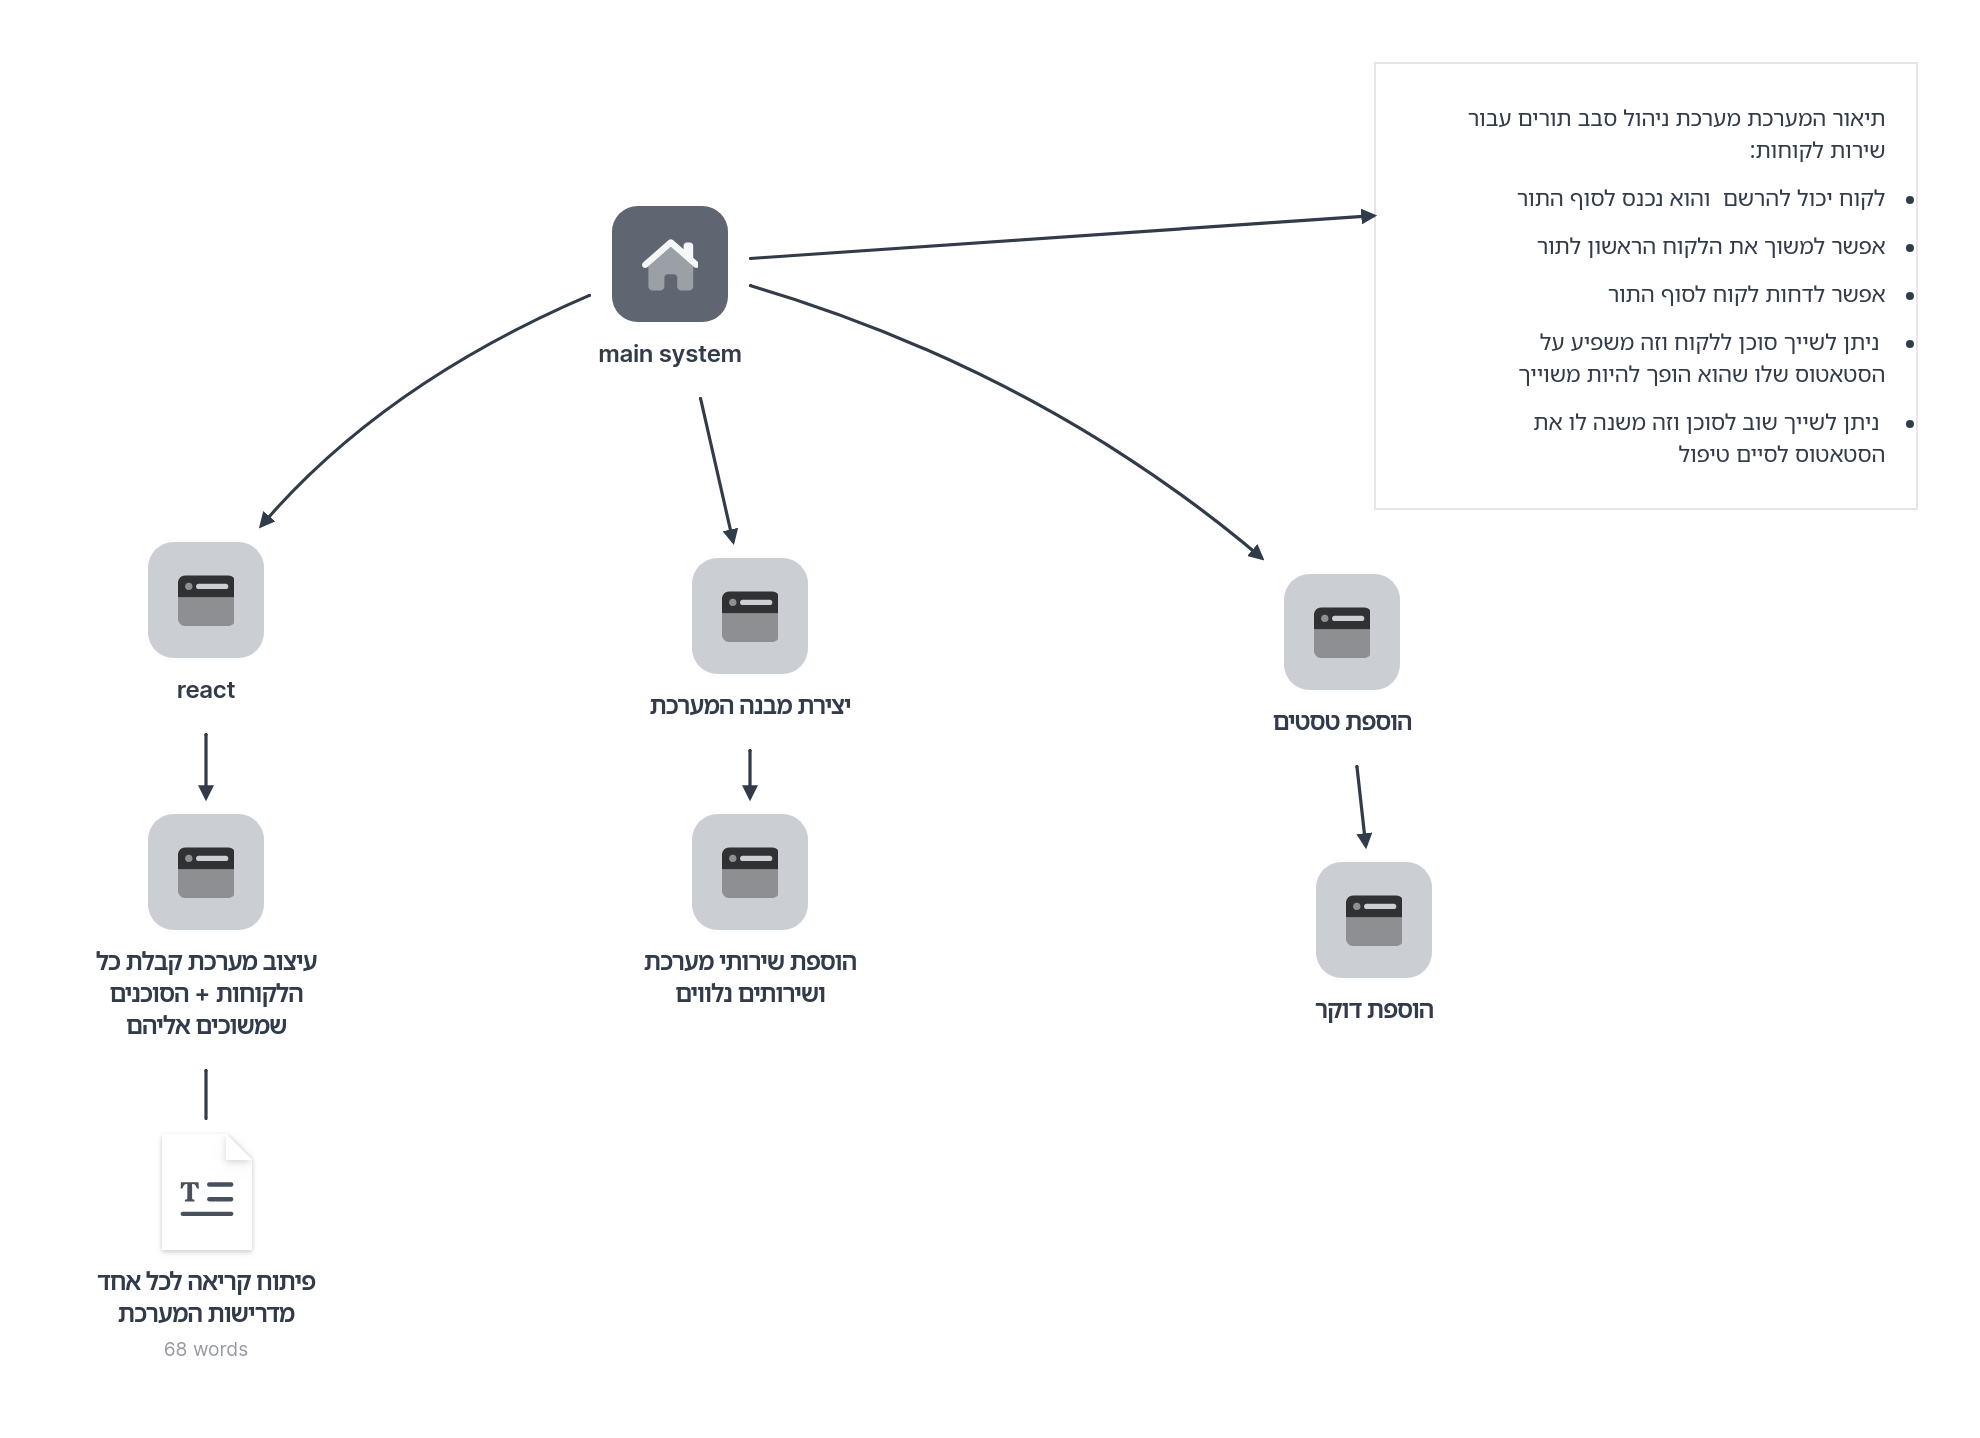 תיאור המערכת מערכת ניהול סבב תורים עבור
שירות לקוחות:
• לקוח יכול להרשם  והוא נכנס לסוף התור
• אפשר למשוך את הלקוח הראשון לתור
• אפשר לדחות לקוח לסוף התור
• ניתן לשייך סוכן ללקוח וזה משפיע על
הסטאטוס שלו שהוא הופך להיות משוייך
• ניתן לשייך שוב לסוכן וזה משנה לו את
הסטאטוס לסיים טיפול
main system
react
יצירת מבנה המערכת
הוספת טסטים
עיצוב מערכת קבלת כל
הלקוחות + הסוכנים
שמשוכים אליהם
הוספת שירותי מערכת
ושירותים נלווים
הוספת דוקר
T
פיתוח קריאה לכל אחד
מדרישות המערכת
68 words